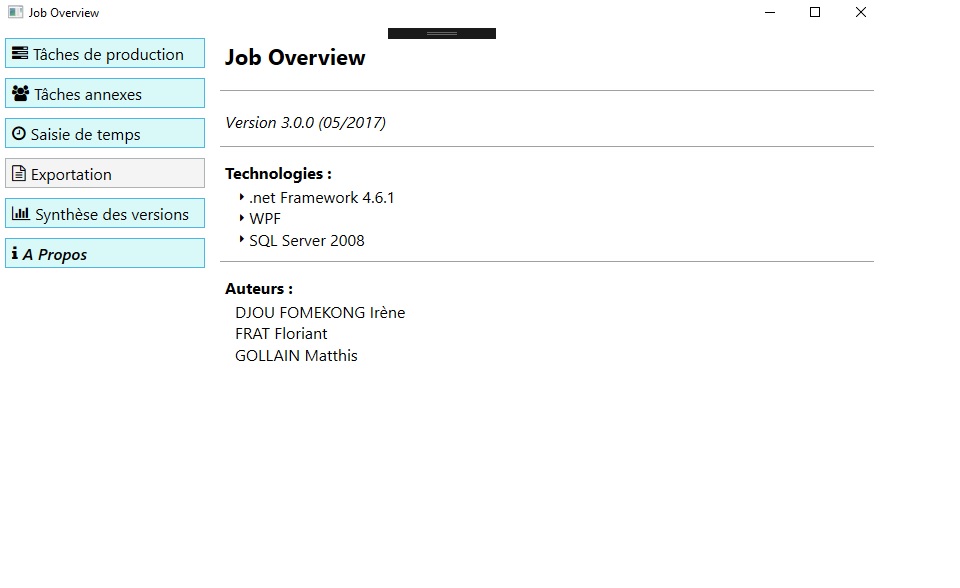 Job Overview
Tâches de production
Tâches annexes
Saisie de temps
Exportation
Synthèse des versions
A Propos
Job Overview
Version 3.0.0 (05/2017)
Technologies :
.net Framework 4.6.1
WPF
SQL Server 2008
Auteurs :
DJOU FOMEKONG Irène
FRAT Floriant
GOLLAIN Matthis